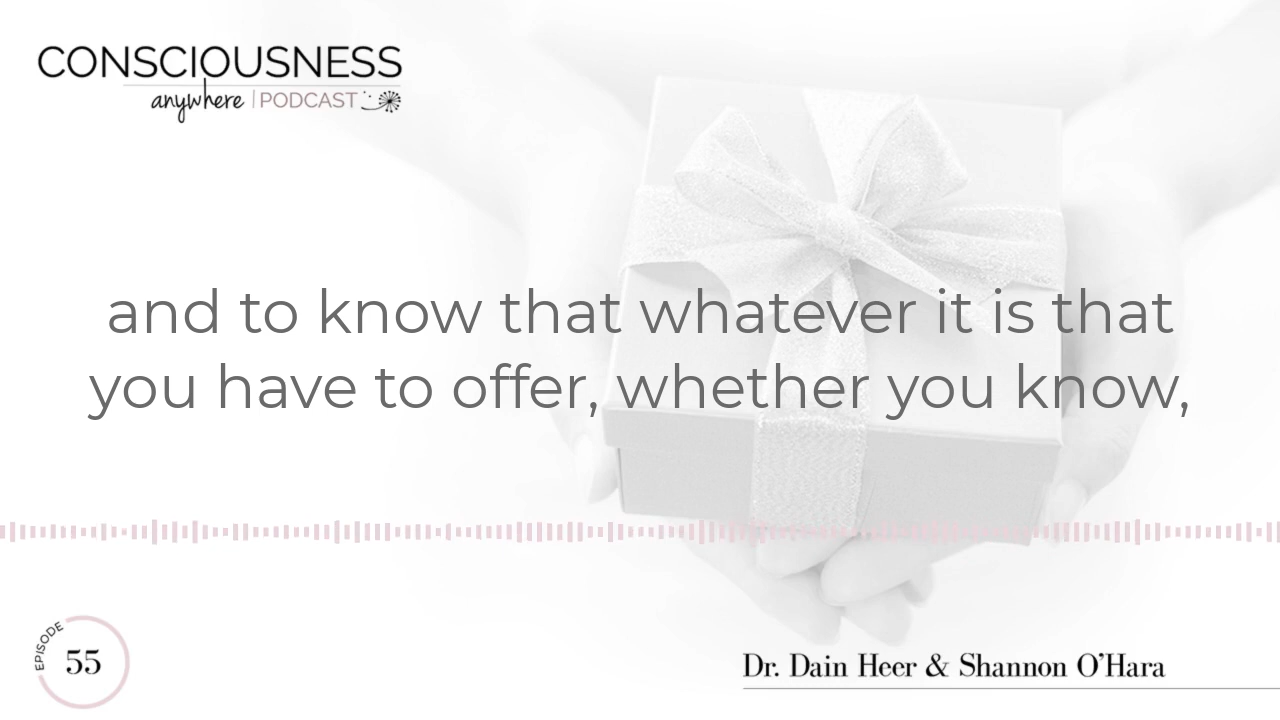 CONSCIOUSNESS
anywhere | PODCAST
and to know that whatever it is that
you have to offer, whether you know,
EPISODE
55
Dr. Dain Heer & Shannon O'Hara